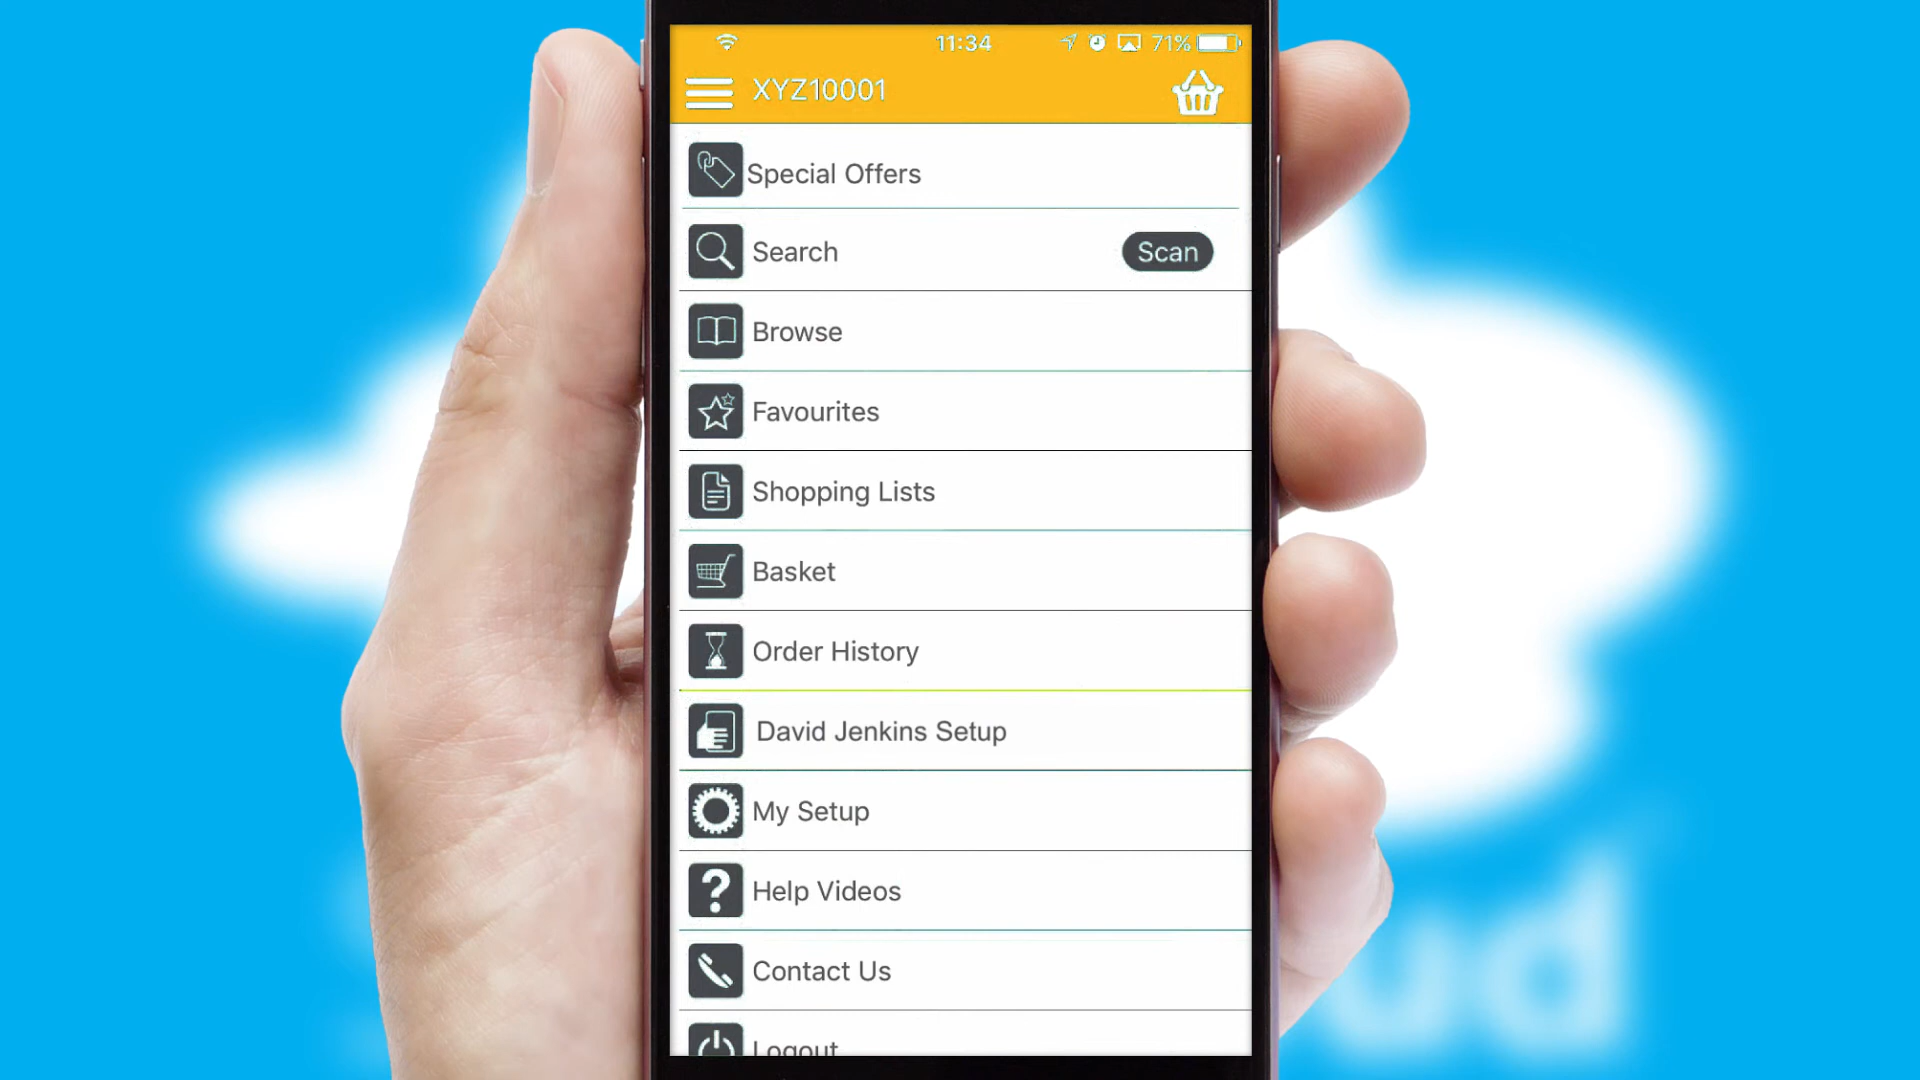 11:34 71%
XYZ10001
Special Offers
Search Scan
Browse
Favourites
Shopping Lists
Basket
Order History
David Jenkins Setup
My Setup
Help Videos
Contact Us
Logout
ud